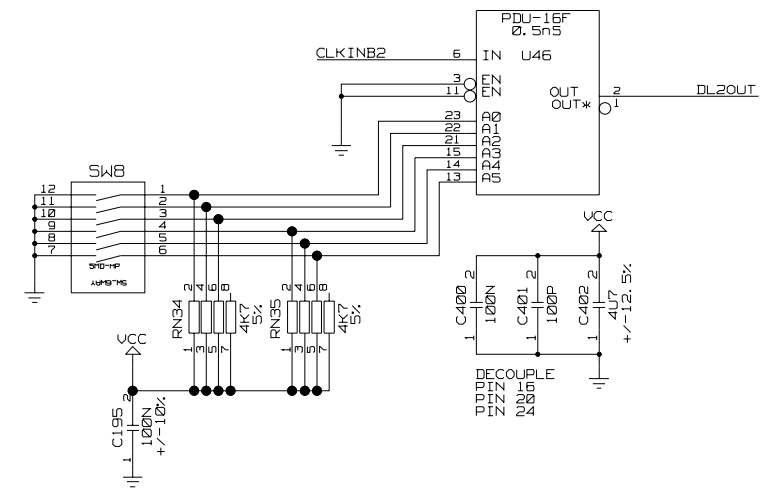 PDU-16F
0.5nS
CLKINB2
6
IN
U46
3
EN
11
EN
OUT
2
DL2OUT
OUT*
1
23
A0
22
A1
21
A2
15
A3
14
A4
13
A5
SW8
12
1
11
2
10
3
9
4
8
5
7
6
SMD-MP
SW-6WAY
VCC
2 4 6 8
2 4 6 8
RN34
4K7
5%
RN35
4K7
5%
1 3 5 7
1 3 5 7
2
2
2
C400
100N
C401
100P
C402
4U7
+/-12.5%
1
1
1
VCC
2
C195
100N
+/-10%
1
DECOUPLE
PIN 16
PIN 20
PIN 24